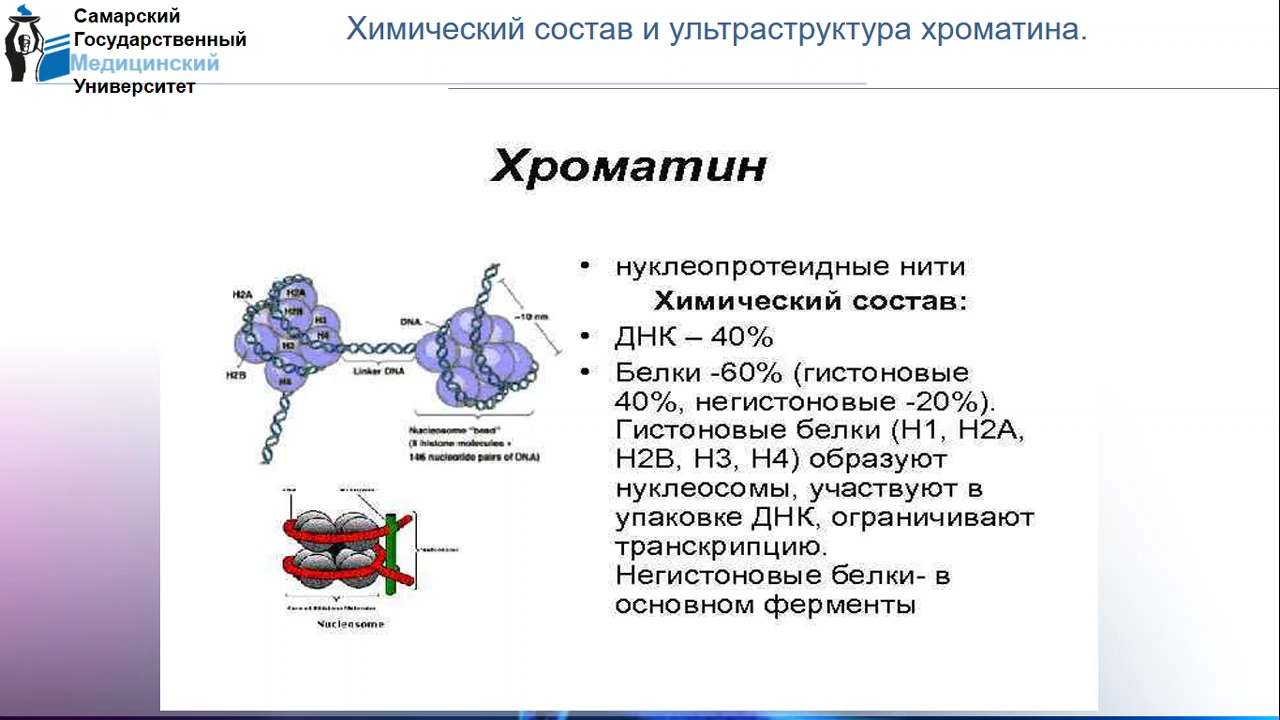 Самарский
Государственный
Медицинский
Университет
Химический состав и ультраструктура хроматина.
Хроматин
H2A
H2A
H2B
H3
H4
H3
H2B
H4
DNA
~10 nm
Linker DNA
Nucleosome "bead"
(8 histone molecules +
146 nucleotide pairs of DNA)
Nucleosome
• нуклеопротеидные нити
Химический состав:
• ДНК – 40%
• Белки -60% (гистоновые
40%, негистоновые -20%).
Гистоновые белки (Н1, Н2А,
Н2В, Н3, Н4) образуют
нуклеосомы, участвуют в
упаковке ДНК, ограничивают
транскрипцию.
Негистоновые белки- в
основном ферменты